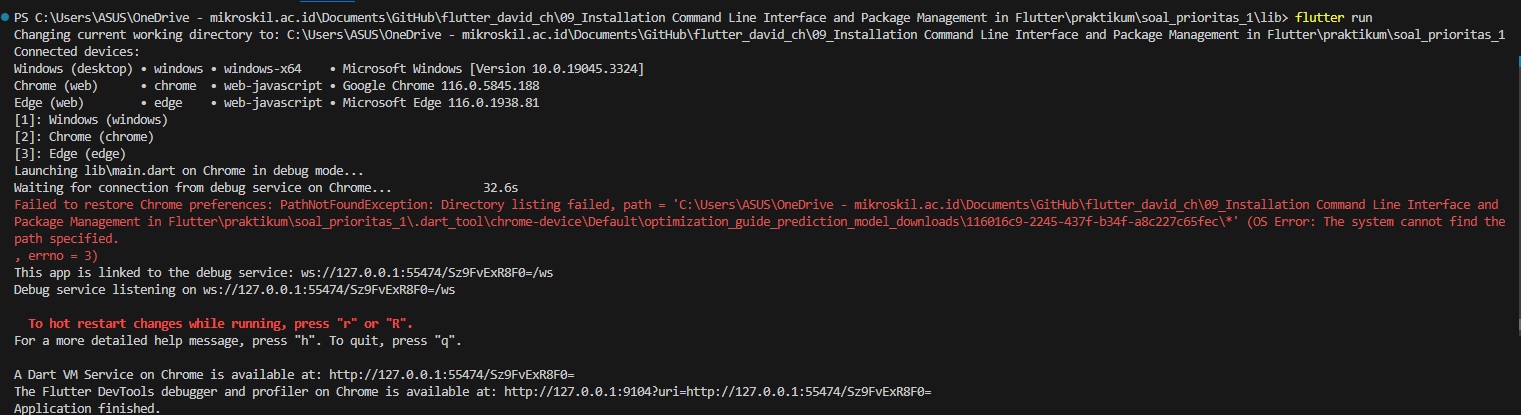 PS C:\Users\ASUS\OneDrive - mikroskil.ac.id\Documents\GitHub\flutter_david_ch\09_Installation Command Line Interface and Package Management in Flutter\praktikum\soal_prioritas_1\lib> flutter run
Changing current working directory to: C:\Users\ASUS\OneDrive - mikroskil.ac.id\Documents\GitHub\flutter_david_ch\09_Installation Command Line Interface and Package Management in Flutter\praktikum\soal_prioritas_1
Connected devices:
Windows (desktop) • windows • windows-x64    • Microsoft Windows [Version 10.0.19045.3324]
Chrome (web)      • chrome  • web-javascript • Google Chrome 116.0.5845.188
Edge (web)        • edge    • web-javascript • Microsoft Edge 116.0.1938.81
[1]: Windows (windows)
[2]: Chrome (chrome)
[3]: Edge (edge)
Launching lib\main.dart on Chrome in debug mode...
Waiting for connection from debug service on Chrome...             32.6s
Failed to restore Chrome preferences: PathNotFoundException: Directory listing failed, path = 'C:\Users\ASUS\OneDrive - mikroskil.ac.id\Documents\GitHub\flutter_david_ch\09_Installation Command Line Interface and
Package Management in Flutter\praktikum\soal_prioritas_1\.dart_tool\chrome-device\Default\optimization_guide_prediction_model_downloads\116016c9-2245-437f-b34f-a8c227c65fec\*' (OS Error: The system cannot find the
path specified.
, errno = 3)
This app is linked to the debug service: ws://127.0.0.1:55474/Sz9FvExR8F0=/ws
Debug service listening on ws://127.0.0.1:55474/Sz9FvExR8F0=/ws
To hot restart changes while running, press "r" or "R".
For a more detailed help message, press "h". To quit, press "q".
A Dart VM Service on Chrome is available at: http://127.0.0.1:55474/Sz9FvExR8F0=
The Flutter DevTools debugger and profiler on Chrome is available at: http://127.0.0.1:9104?uri=http://127.0.0.1:55474/Sz9FvExR8F0=
Application finished.